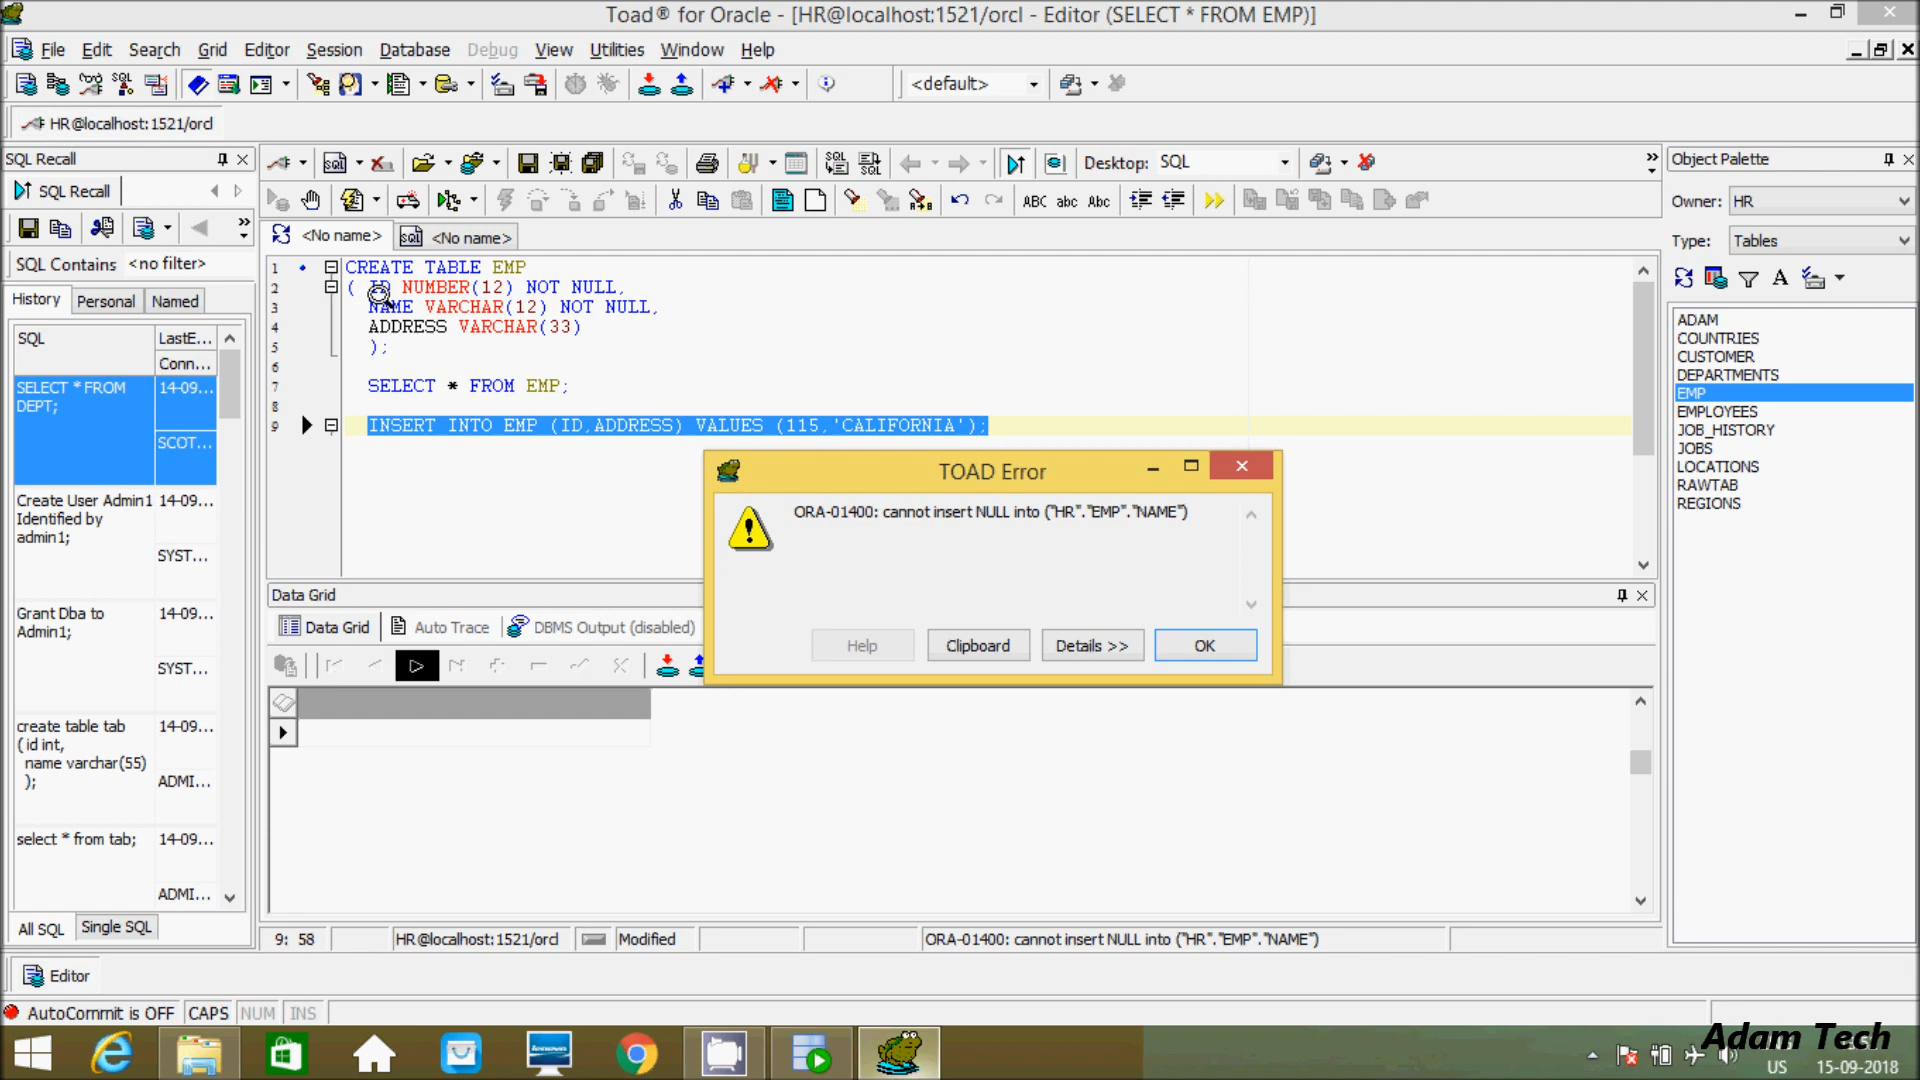 Toad® for Oracle - [HR@localhost:1521/orcl - Editor (SELECT * FROM EMP)]
File Edit Search Grid Editor Session Database Debug View Utilities Window Help
<default>
HR@localhost:1521/orcl
SQL Recall
SQL Recall
SQL Contains <no filter>
History Personal Named
SQL LastE...
Conn...
SELECT * FROM DEPT; 14-09...
SCOT...
Create User Admin1 14-09...
Identified by
admin1;
SYST...
Grant Dba to 14-09...
Admin1;
SYST...
create table tab 14-09...
( id int,
name varchar(55)
);
ADMI...
select * from tab; 14-09...
ADMI...
All SQL Single SQL
Desktop: SQL
SQL
SQL
ABC abc Abc
<No name> <No name>
1 CREATE TABLE EMP
2 ( ID NUMBER(12) NOT NULL,
3 NAME VARCHAR(12) NOT NULL,
4 ADDRESS VARCHAR(33)
5 );
6
7 SELECT * FROM EMP;
8
9 INSERT INTO EMP (ID,ADDRESS) VALUES (115,'CALIFORNIA');
TOAD Error
ORA-01400: cannot insert NULL into ("HR"."EMP"."NAME")
Help Clipboard Details >> OK
Data Grid
Data Grid Auto Trace DBMS Output (disabled)
9: 58 HR@localhost:1521/orcl Modified ORA-01400: cannot insert NULL into ("HR"."EMP"."NAME")
Object Palette
Owner: HR
Type: Tables
ADAM
COUNTRIES
CUSTOMER
DEPARTMENTS
EMP
EMPLOYEES
JOB_HISTORY
JOBS
LOCATIONS
RAWTAB
REGIONS
Editor
AutoCommit is OFF CAPS NUM INS
Adam Tech
US 15-09-2018